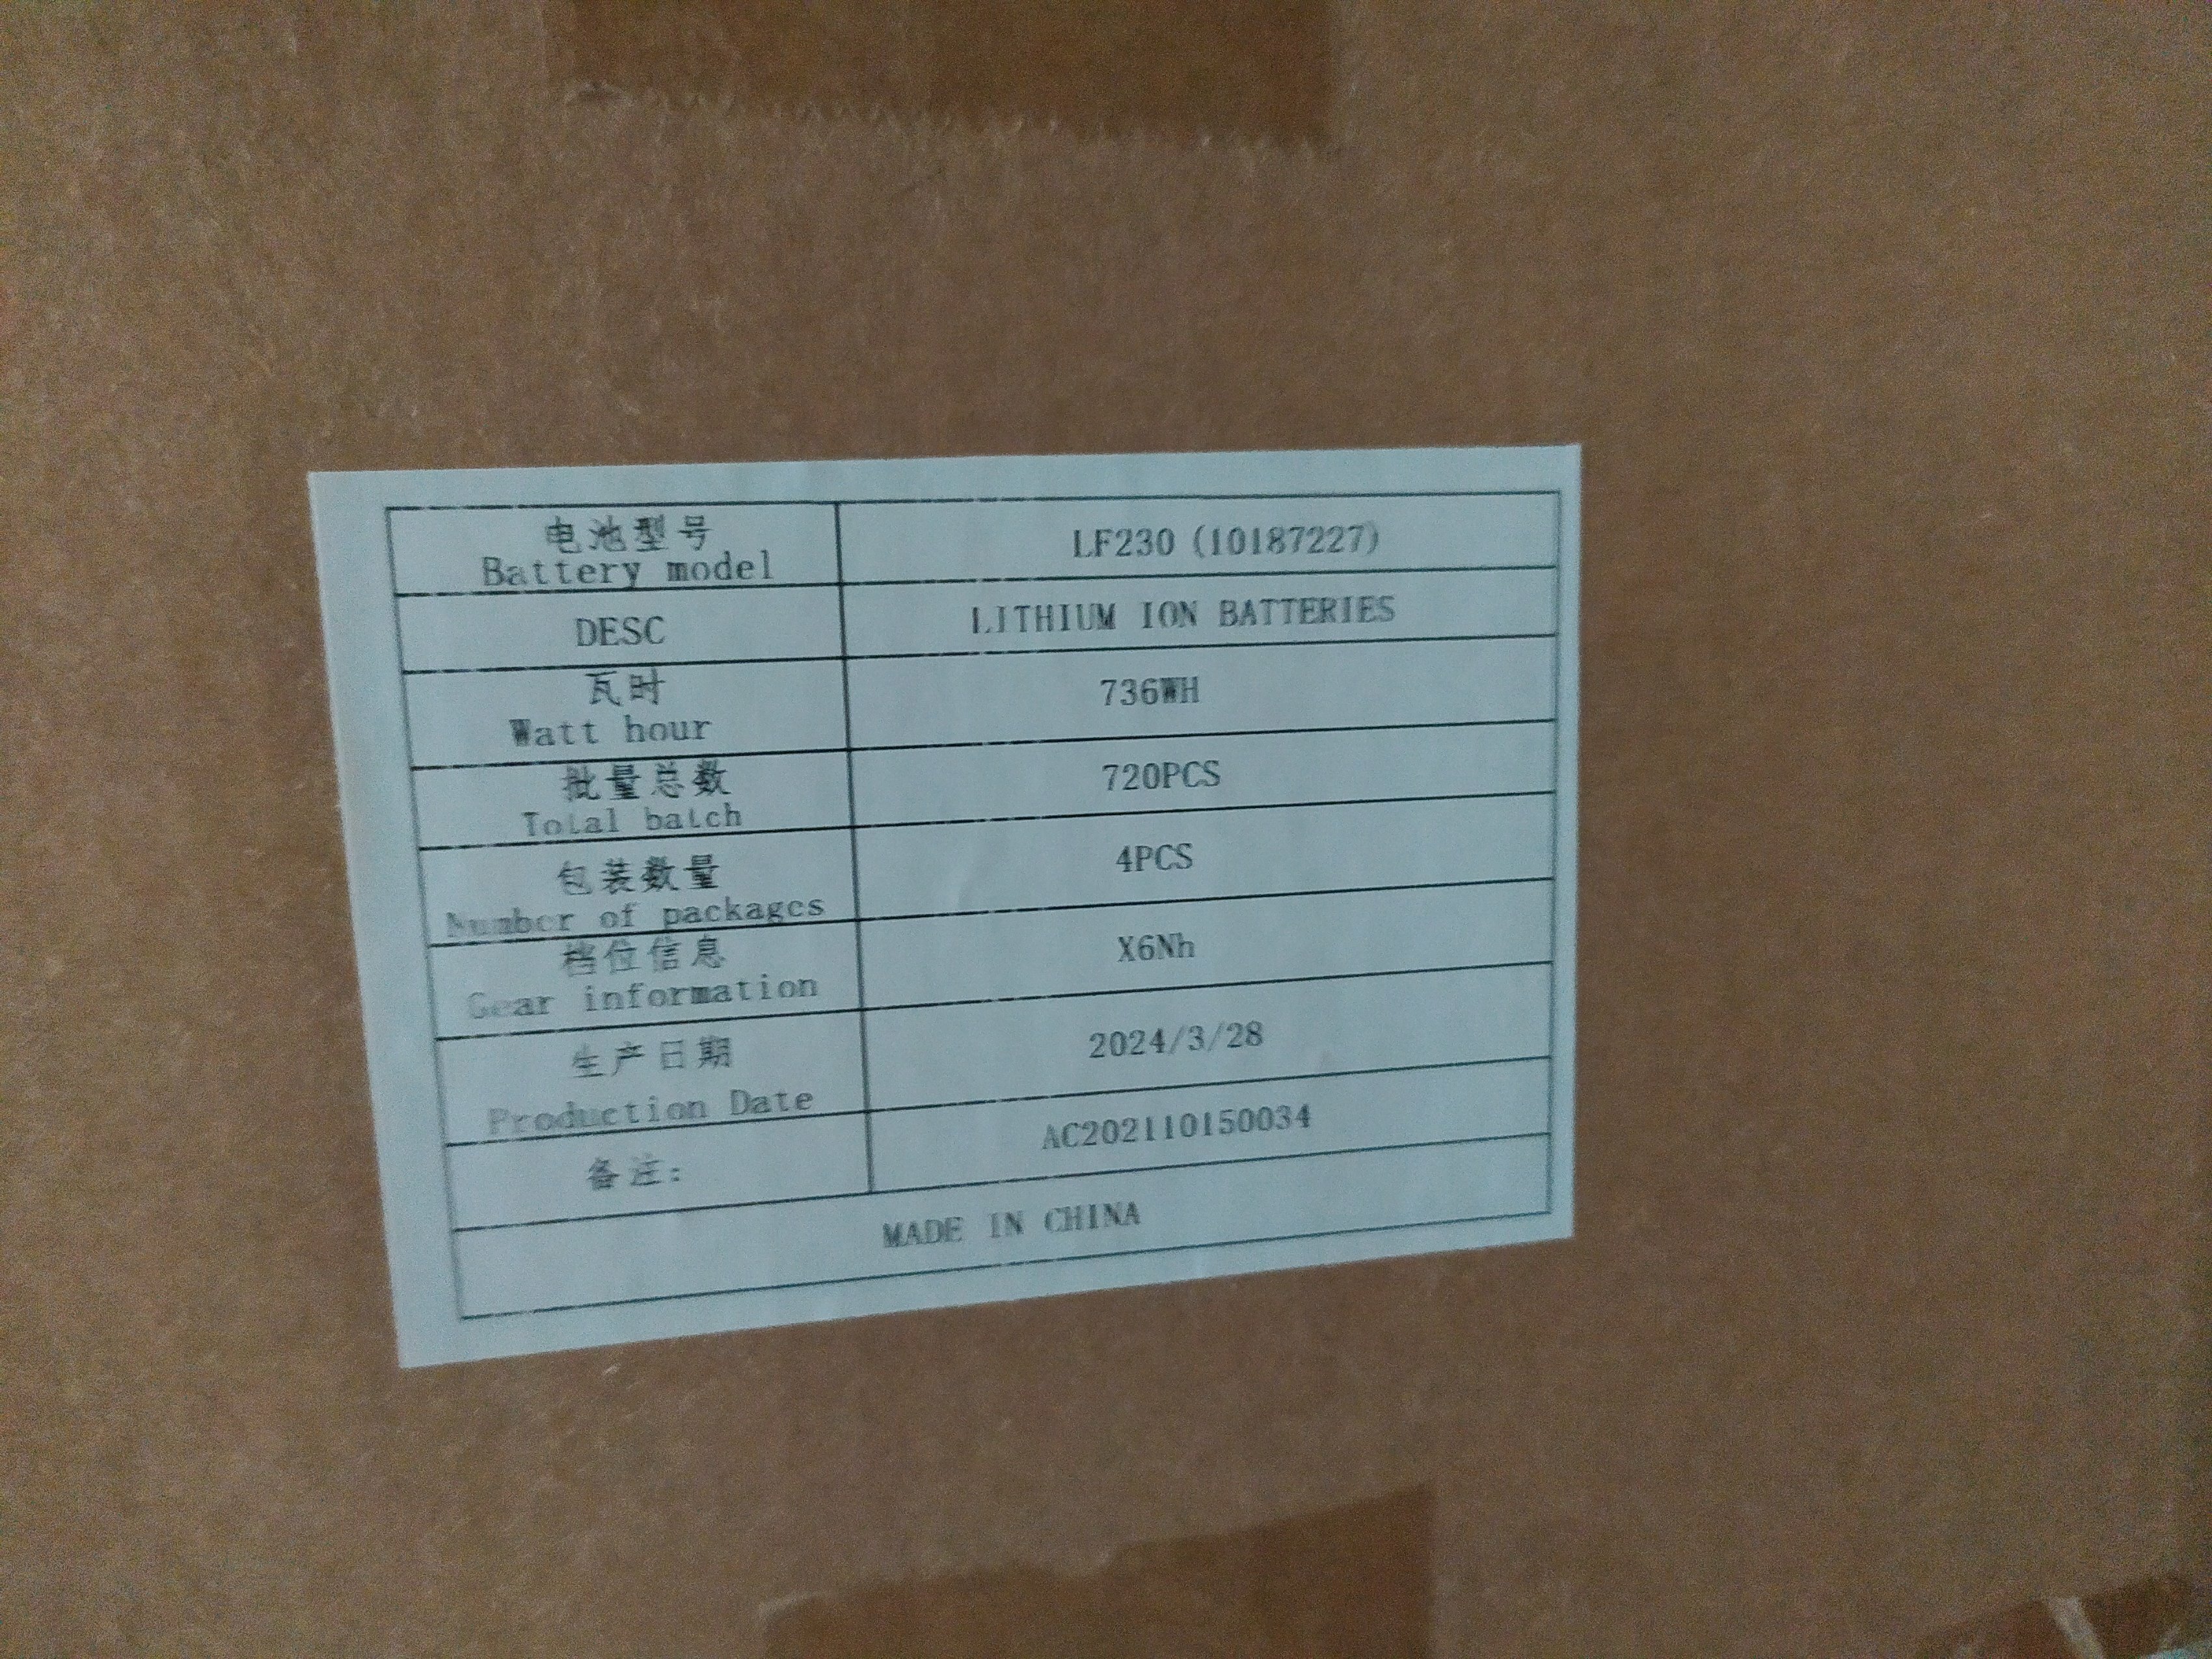 电池型号
Battery model
LF230 (10187227)
DESC
LITHIUM ION BATTERIES
瓦时
Watt hour
736WH
批量总数
Total batch
720PCS
包装数量
Number of packages
4PCS
档位信息
Gear information
X6Nh
生产日期
Production Date
2024/3/28
备注:
AC202110150034
MADE IN CHINA